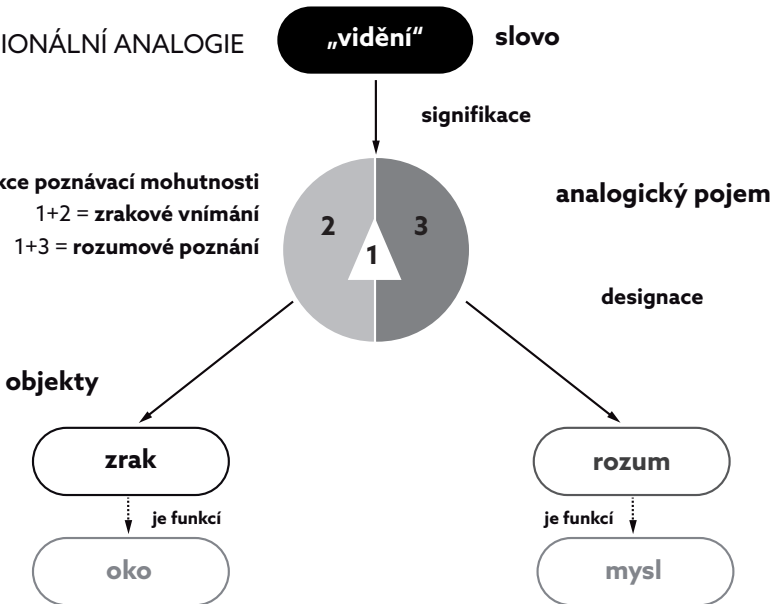 IONÁLNÍ ANALOGIE
„vidění“
slovo
signifikace
kce poznávací mohutnosti
1+2 = zrakové vnímání
1+3 = rozumové poznání
2
3
1
analogický pojem
designace
objekty
zrak
rozum
je funkcí
je funkcí
oko
mysl